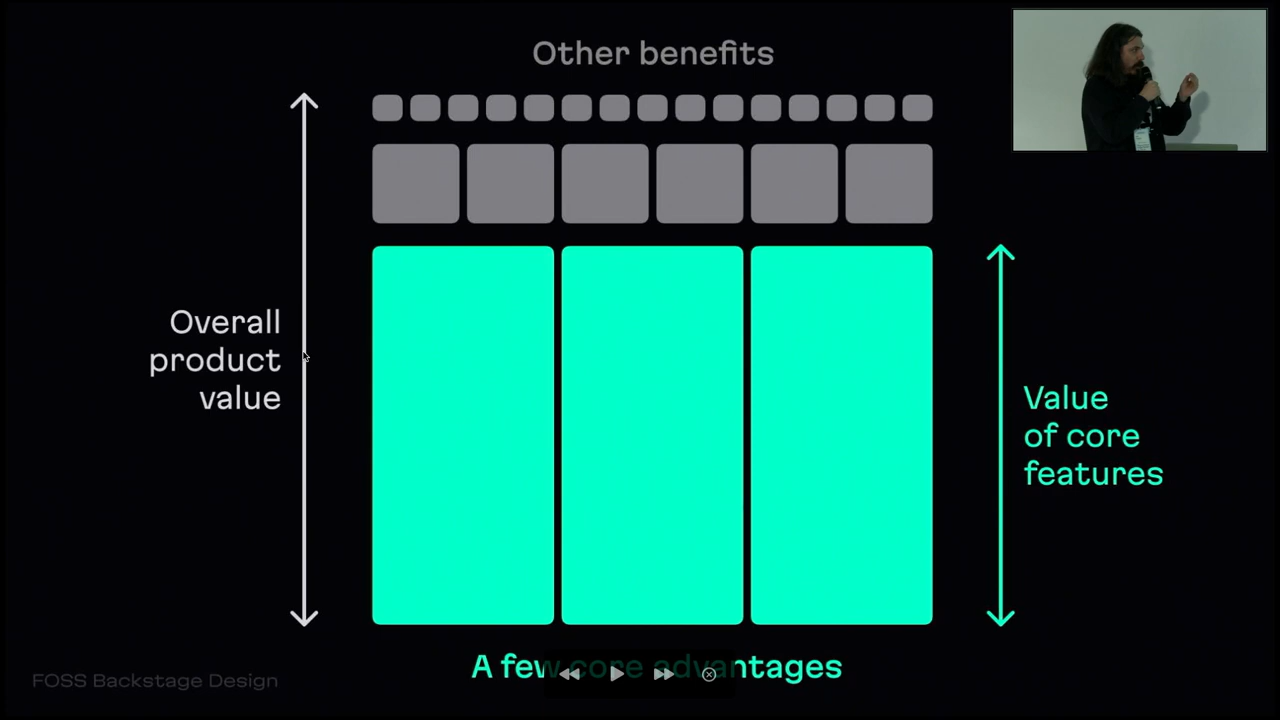 Other benefits
Overall
product
value
Value
of core
features
A few core advantages
FOSS Backstage Design